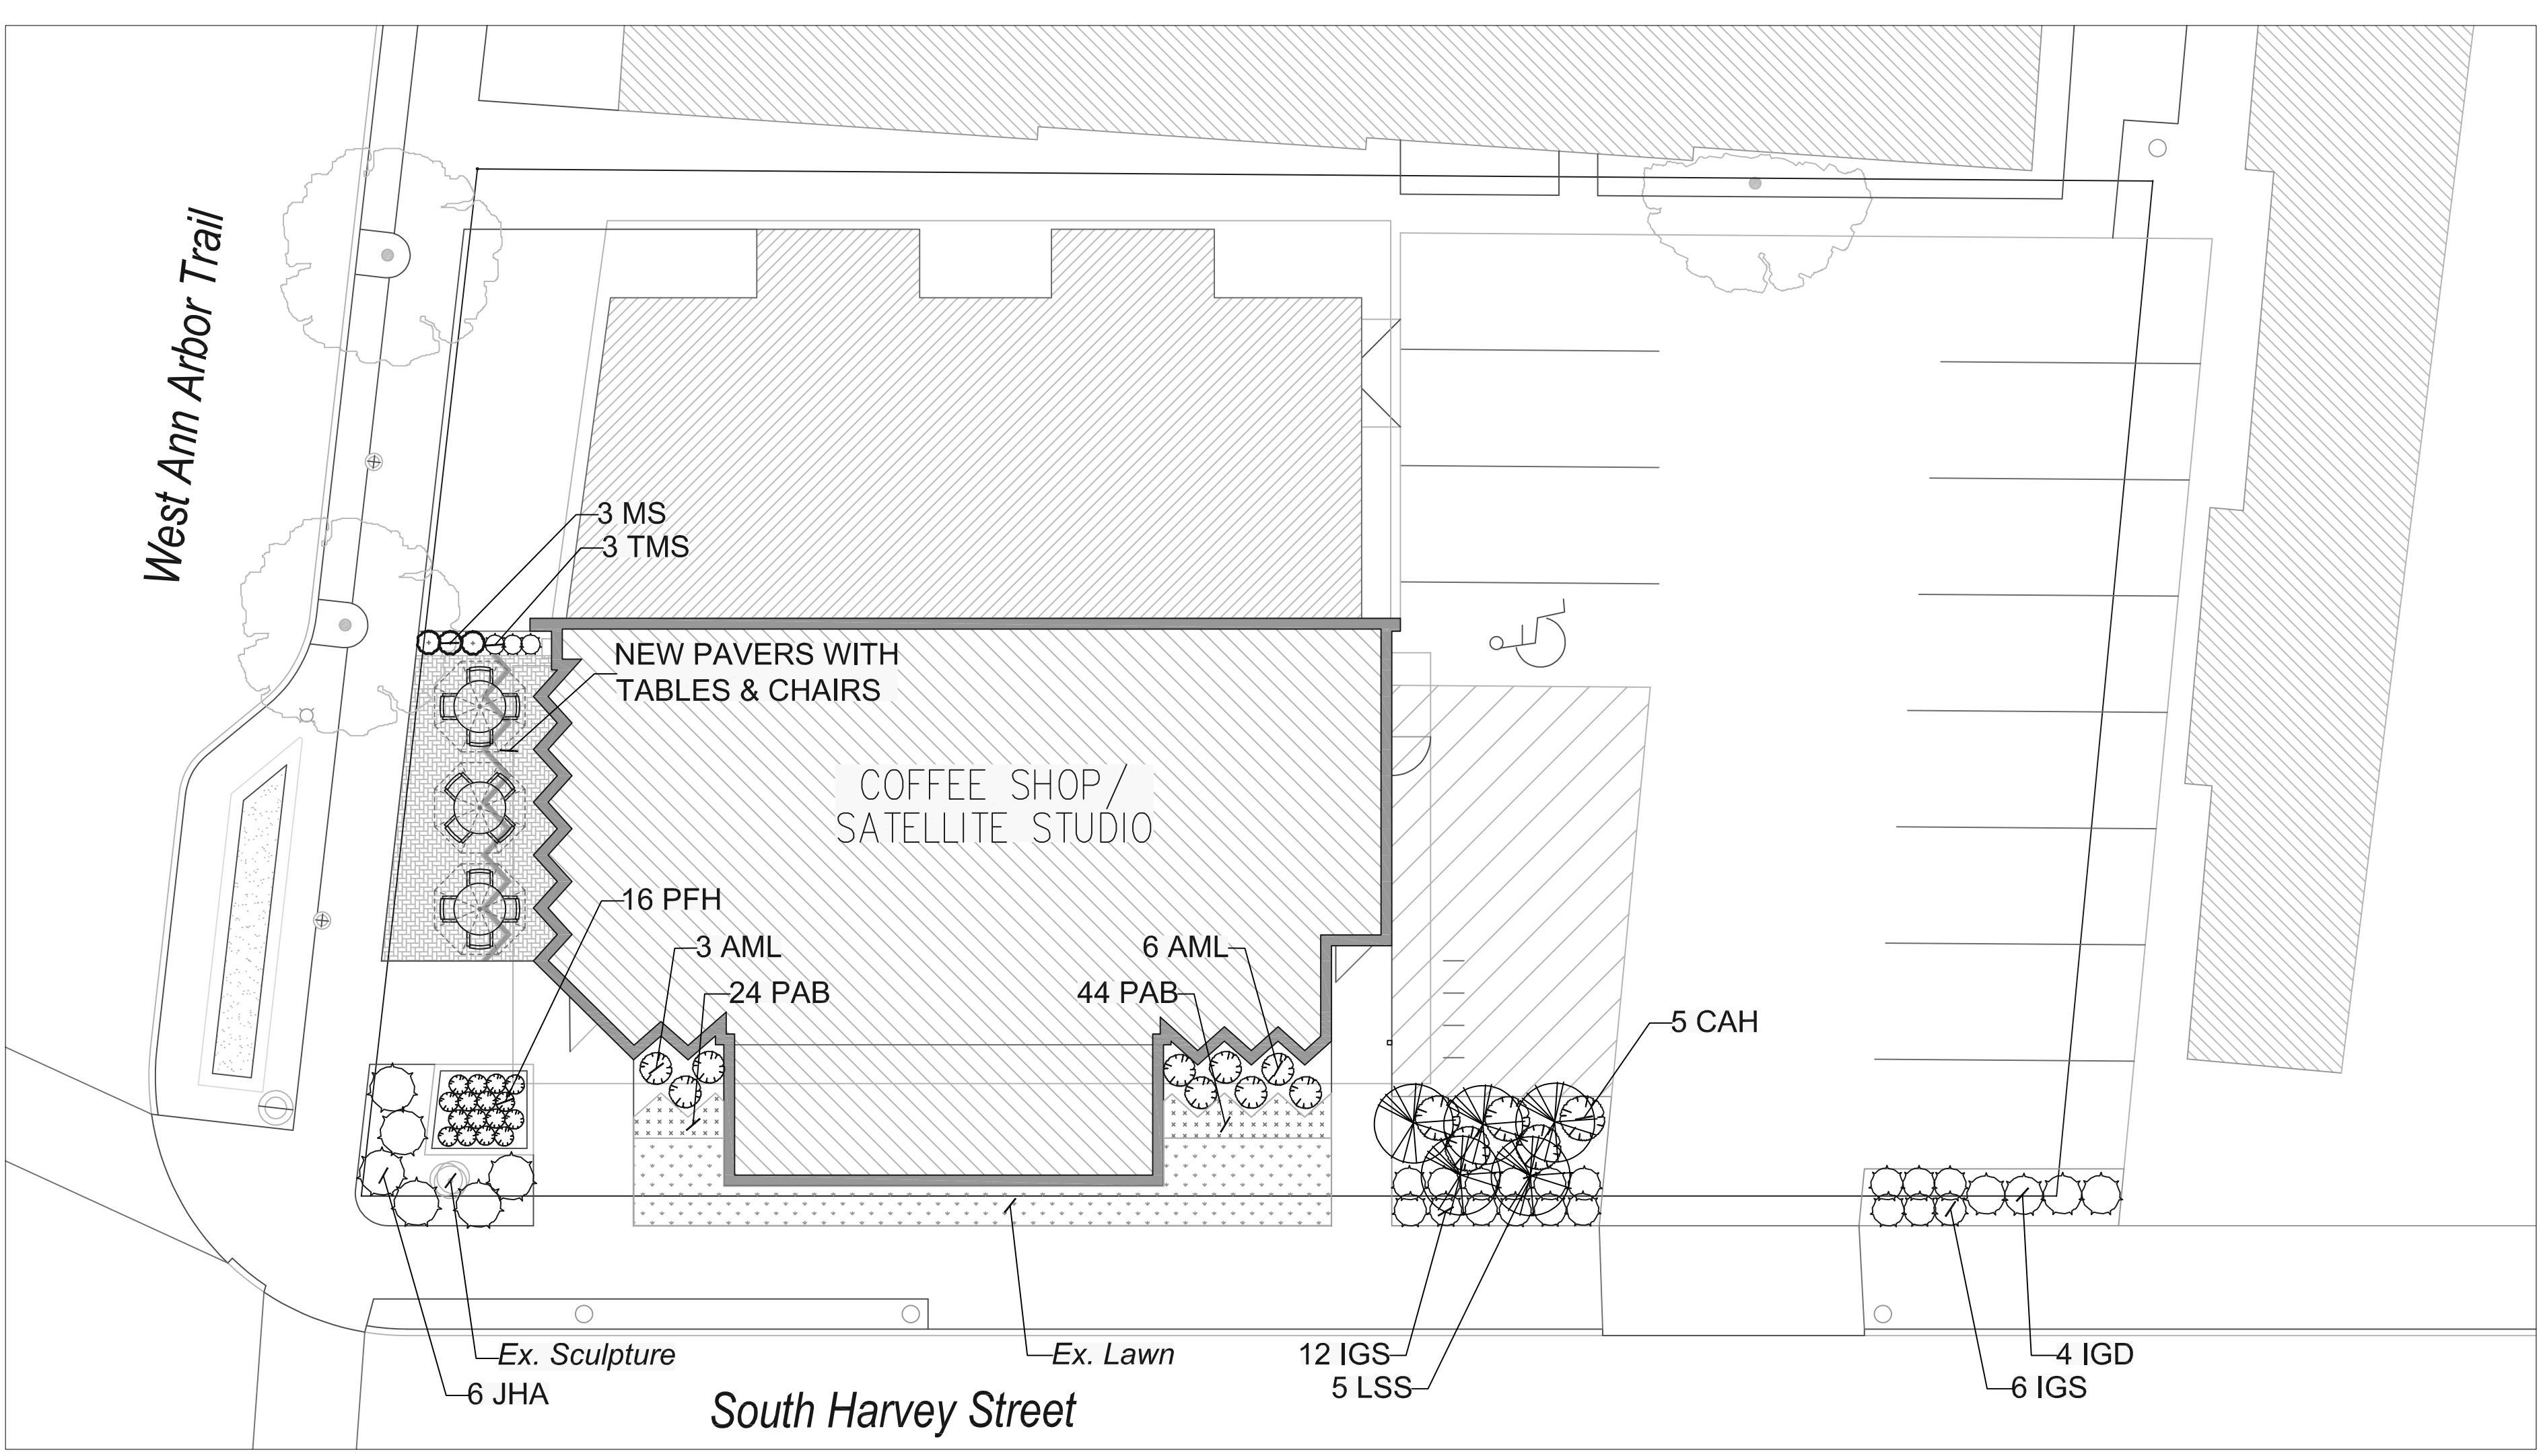 West Ann Arbor Trail
3 MS
3 TMS
NEW PAVERS WITH
TABLES & CHAIRS
COFFEE SHOP/
SATELLITE STUDIO
16 PFH
3 AML
6 AML
24 PAB
44 PAB
5 CAH
Ex. Sculpture
Ex. Lawn
12 IGS
4 IGD
6 JHA
5 LSS
6 IGS
South Harvey Street